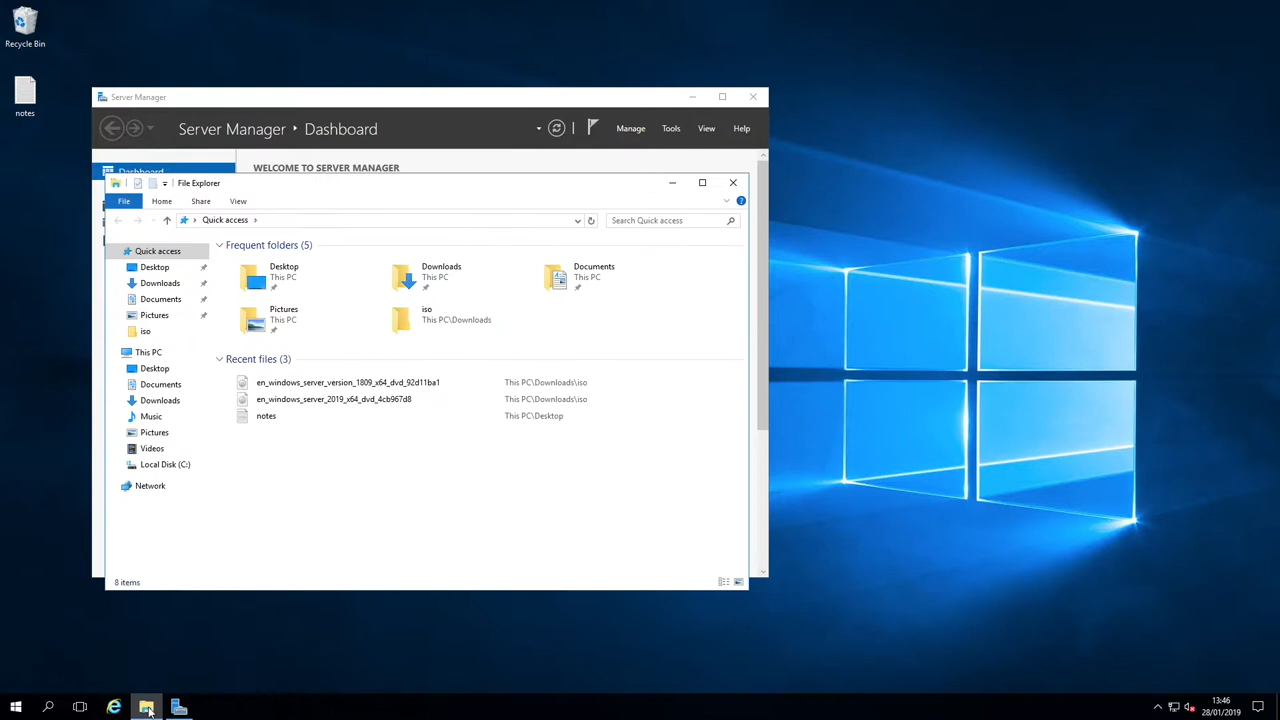 Recycle Bin
notes
Server Manager
Server Manager Dashboard
Manage Tools View Help
Dashboard
WELCOME TO SERVER MANAGER
File Explorer
File Home Share View
Quick access
Search Quick access
Quick access
Desktop
Downloads
Documents
Pictures
iso
This PC
Desktop
Documents
Downloads
Music
Pictures
Videos
Local Disk (C:)
Network
Frequent folders (5)
Desktop
This PC
Downloads
This PC
Documents
This PC
Pictures
This PC
iso
This PC\Downloads
Recent files (3)
en_windows_server_version_1809_x64_dvd_92d11ba1 This PC\Downloads\iso
en_windows_server_2019_x64_dvd_4cb967d8 This PC\Downloads\iso
notes This PC\Desktop
8 items
13:46
28/01/2019